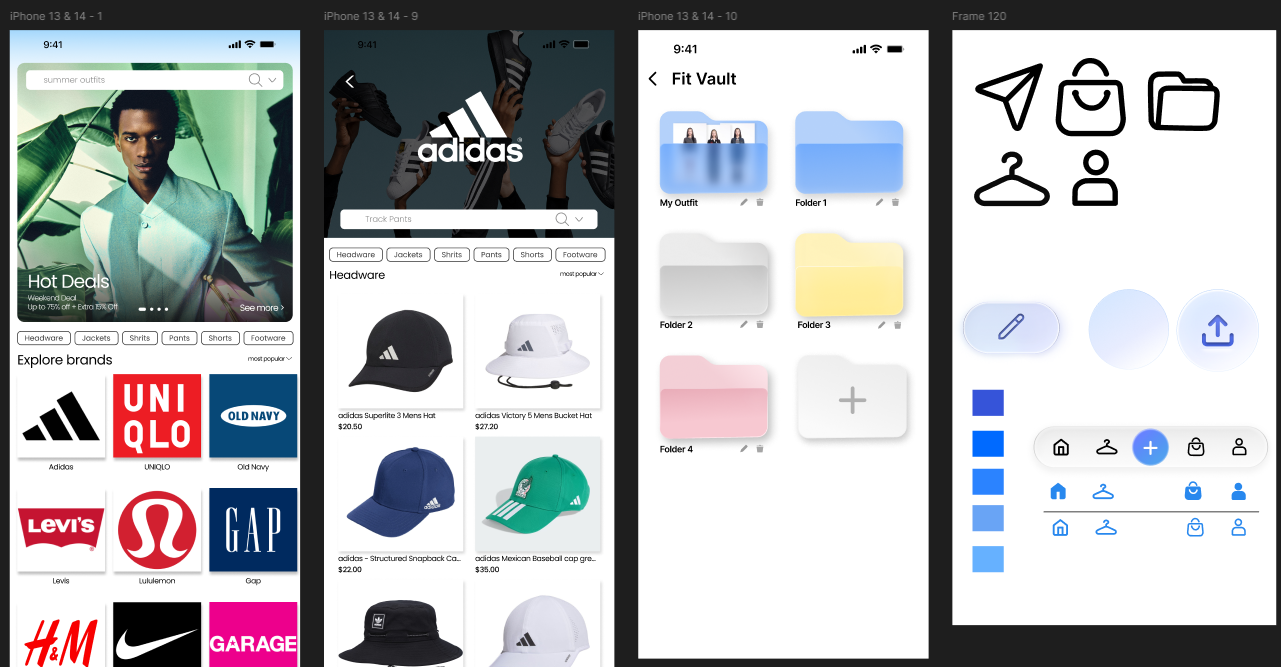 iPhone 13 & 14 - 1
9:41
summer outfits
Hot Deals
Weekend Deal
Up to 75% off + Extra 15% Off
See more >
Headware
Jackets
Shrits
Pants
Shorts
Footware
Explore brands
most popular
Adidas
UNI
QLO
UNIQLO
OLD NAVY
Old Navy
LEVI'S
Levis
Lululemon
GAP
Gap
H&M
GARAGE
iPhone 13 & 14 - 9
9:41
adidas
Track Pants
Headware
Jackets
Shrits
Pants
Shorts
Footware
Headware
most popular
adidas Superlite 3 Mens Hat
$20.50
adidas Victory 5 Mens Bucket Hat
$27.20
adidas
adidas - Structured Snapback Ca...
$22.00
adidas Mexican Baseball cap gre...
$35.00
iPhone 13 & 14 - 10
9:41
Fit Vault
My Outfit
Folder 1
Folder 2
Folder 3
Folder 4
Frame 120